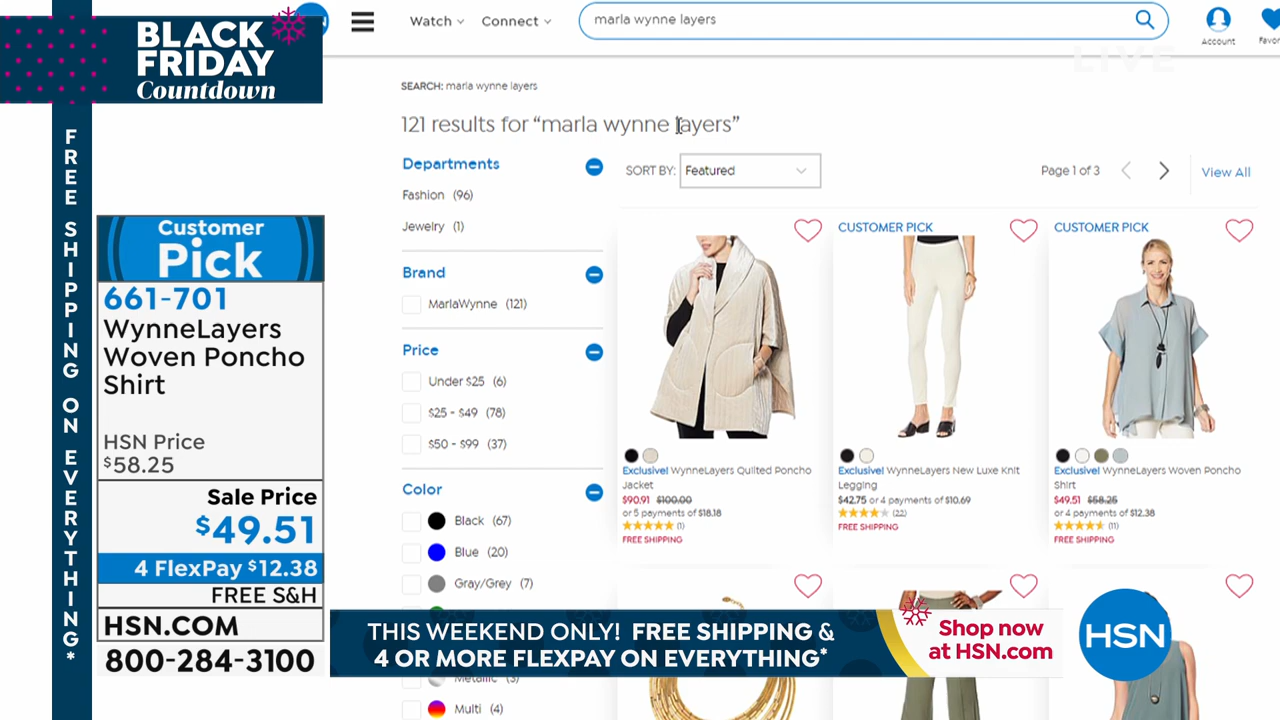 BLACK
FRIDAY
Countdown
FREE SHIPPING ON EVERYTHING*
Customer
Pick
661-701
WynneLayers
Woven Poncho
Shirt
HSN Price
$58.25
Sale Price
$49.51
4 FlexPay $12.38
FREE S&H
HSN.COM
800-284-3100
Watch
Connect
marla wynne layers
Account
LIVE
SEARCH: marla wynne layers
121 results for “marla wynne layers”
Departments
Fashion (96)
Jewelry (1)
Brand
MarlaWynne (121)
Price
Under $25 (6)
$25 - $49 (78)
$50 - $99 (37)
Color
Black (67)
Blue (20)
Gray/Grey (7)
Metallic (3)
Multi (4)
SORT BY: Featured
Page 1 of 3
View All
Exclusive! WynneLayers Quilted Poncho
Jacket
$90.91 $100.00
or 5 payments of $18.18
(1)
FREE SHIPPING
CUSTOMER PICK
Exclusive! WynneLayers New Luxe Knit
Legging
$42.75 or 4 payments of $10.69
(22)
FREE SHIPPING
CUSTOMER PICK
Exclusive! WynneLayers Woven Poncho
Shirt
$49.51 $58.25
or 4 payments of $12.38
(11)
FREE SHIPPING
THIS WEEKEND ONLY! FREE SHIPPING &
4 OR MORE FLEXPAY ON EVERYTHING*
Shop now
at HSN.com
HSN